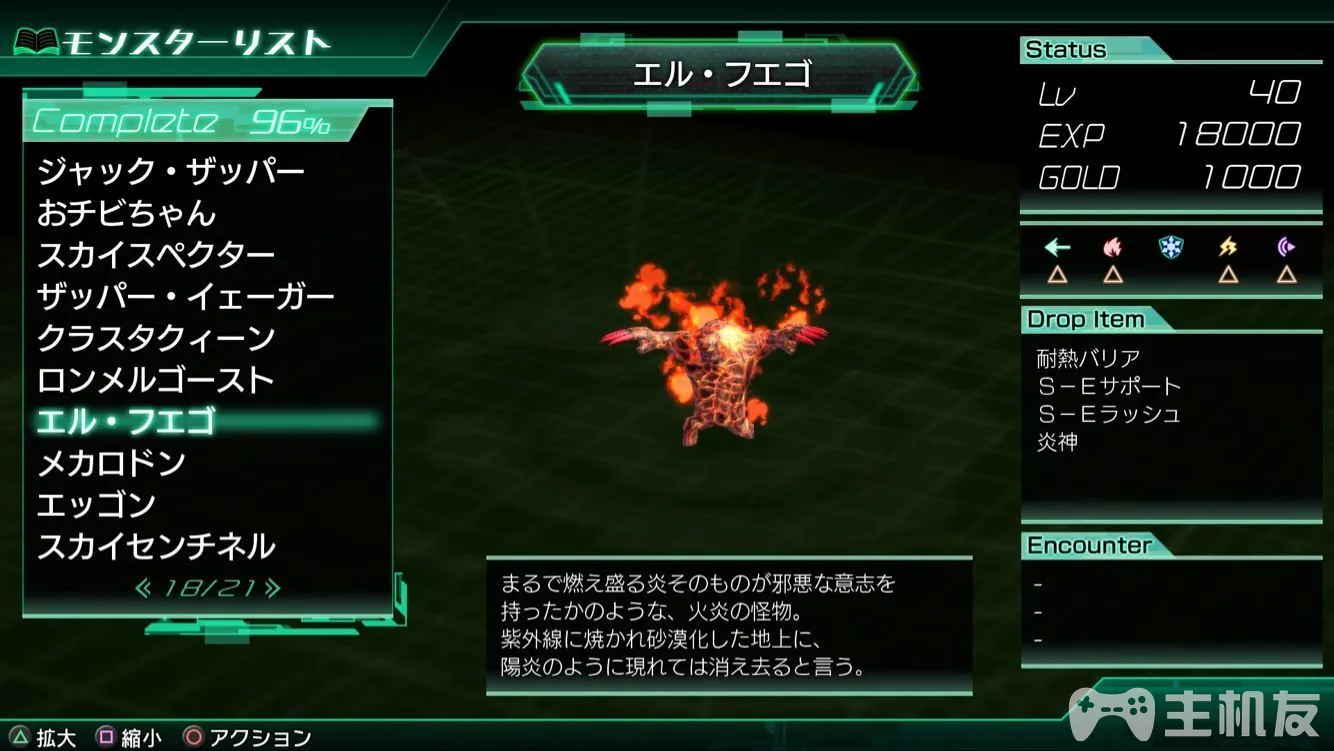 モンスターリスト
Complete 96%
ジャック・ザッパー
おチビちゃん
スカイスペクター
ザッパー・イェーガー
クラスタクィーン
ロンメルゴースト
エル・フエゴ
メカロドン
エッゴン
スカイセンチネル
≪ 18/21 ≫
エル・フエゴ
まるで燃え盛る炎そのものが邪悪な意志を
持ったかのような、火炎の怪物。
紫外線に焼かれ砂漠化した地上に、
陽炎のように現れては消え去ると言う。
Status
Lv 40
EXP 18000
GOLD 1000
△ △ △ △
Drop Item
耐熱バリア
S－Eサポート
S－Eラッシュ
炎神
Encounter
-
-
-
△ 拡大 □ 縮小 ○ アクション
主机友